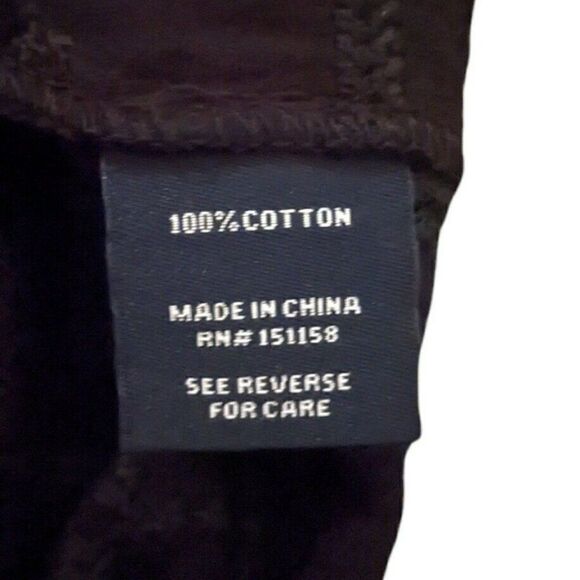 100% COTTON
MADE IN CHINA
RN# 151158
SEE REVERSE
FOR CARE